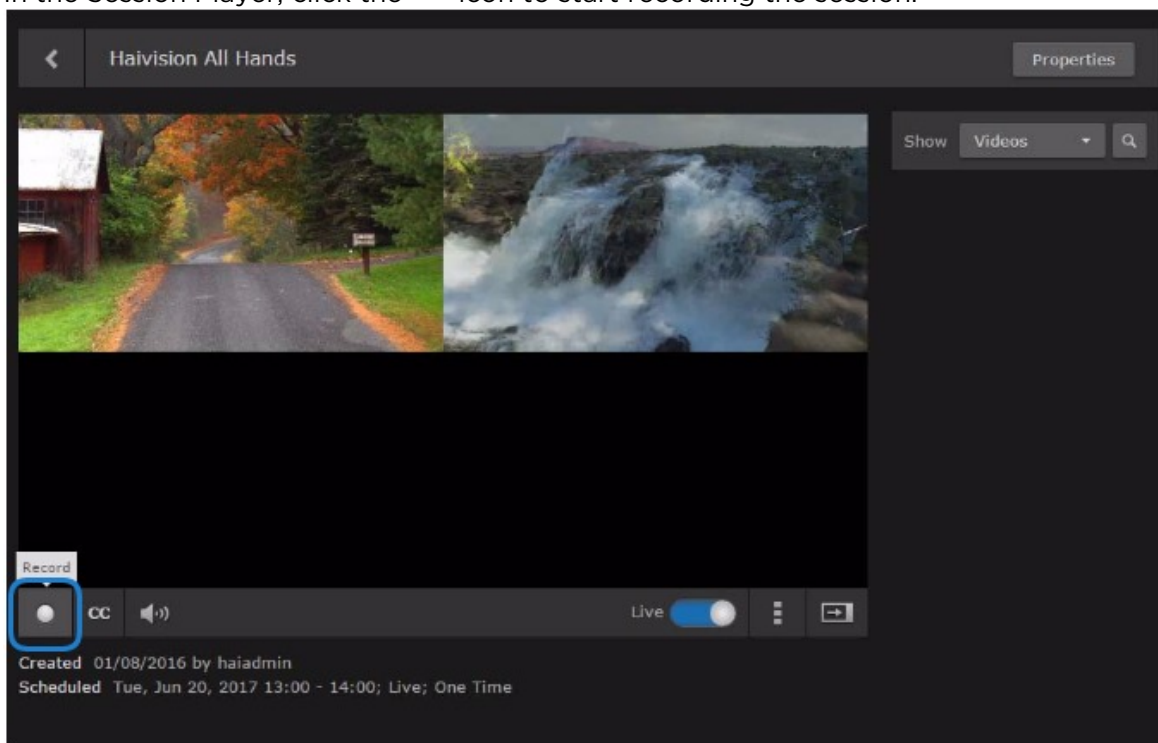 in the Session Player, click the icon to start recording the session.
Haivision All Hands
Properties
Show Videos
Record
CC
Live
Created 01/08/2016 by haiadmin
Scheduled Tue, Jun 20, 2017 13:00 - 14:00; Live; One Time